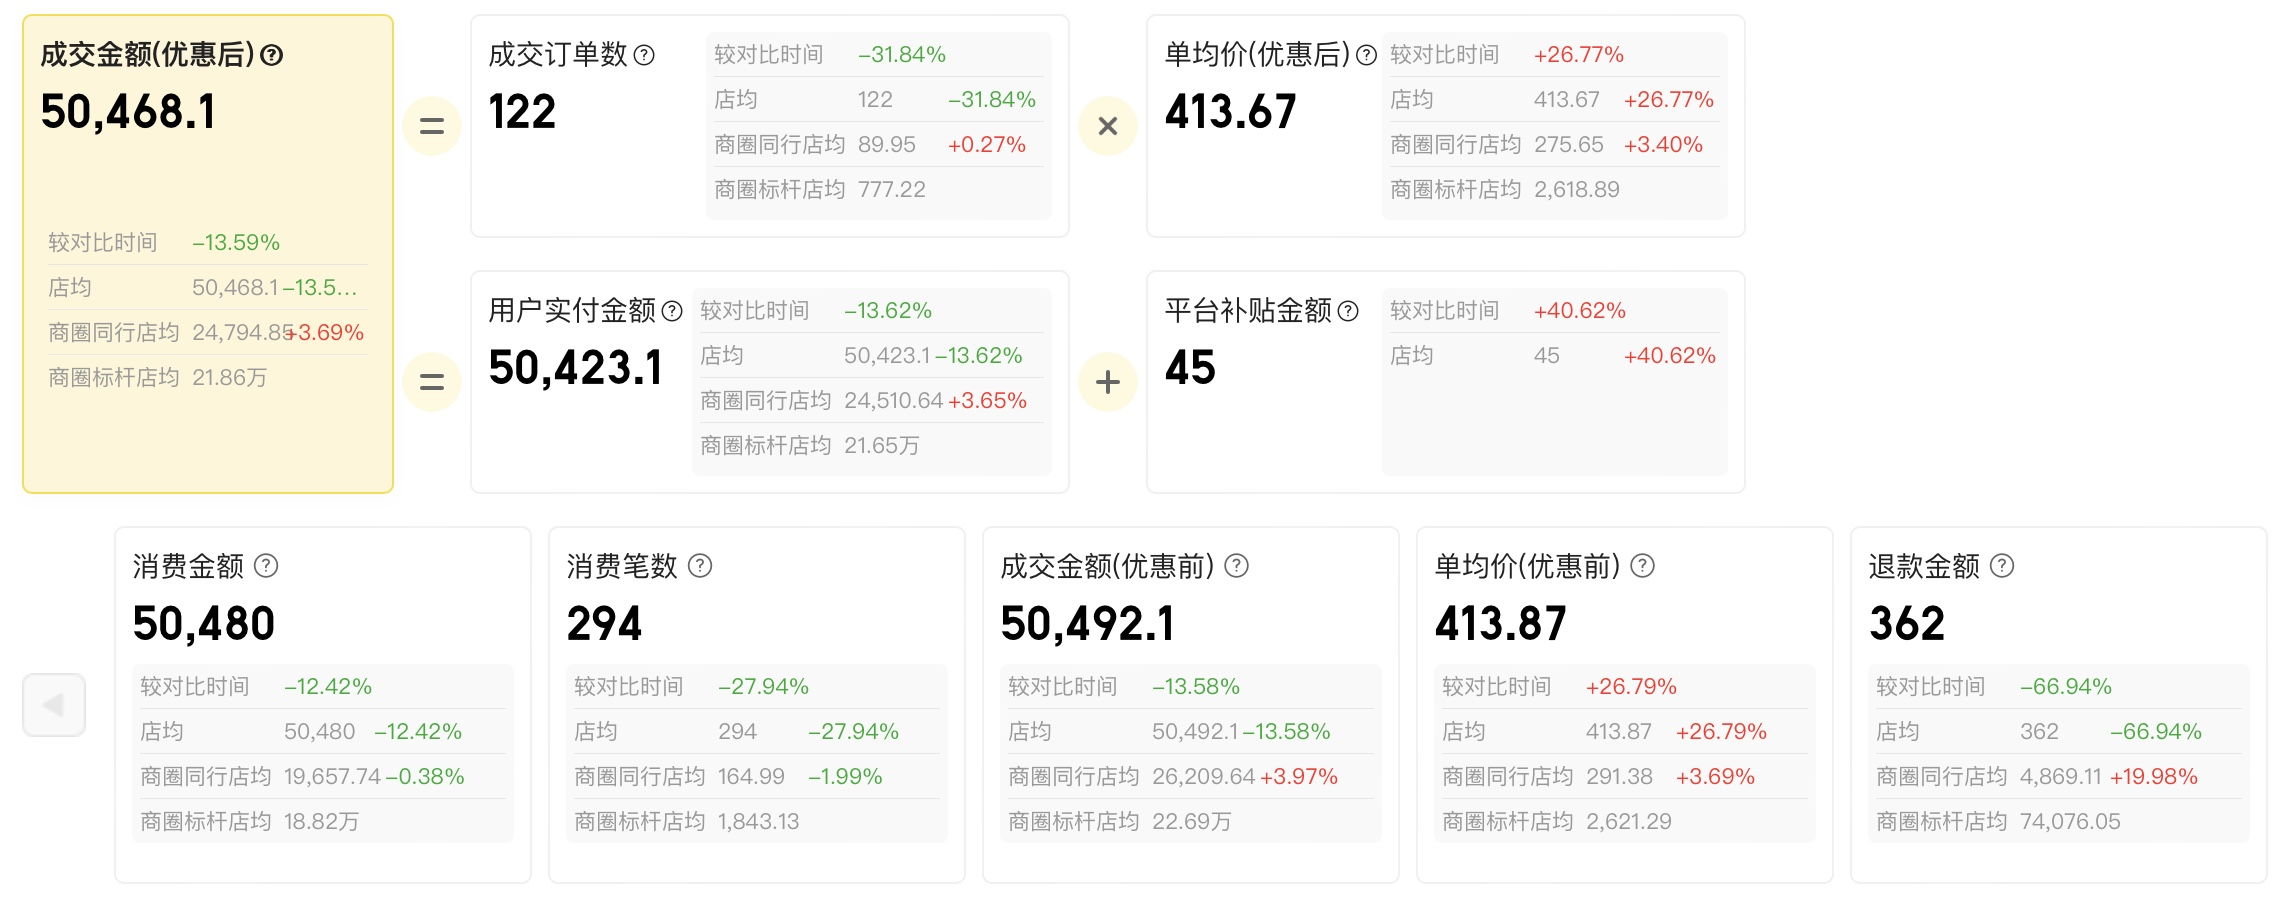 成交金额(优惠后)
50,468.1
较对比时间 -13.59%
店均 50,468.1 -13.5...
商圈同行店均 24,794.85 +3.69%
商圈标杆店均 21.86万
=
成交订单数
122
较对比时间 -31.84%
店均 122 -31.84%
商圈同行店均 89.95 +0.27%
商圈标杆店均 777.22
×
单均价(优惠后)
413.67
较对比时间 +26.77%
店均 413.67 +26.77%
商圈同行店均 275.65 +3.40%
商圈标杆店均 2,618.89
=
用户实付金额
50,423.1
较对比时间 -13.62%
店均 50,423.1 -13.62%
商圈同行店均 24,510.64 +3.65%
商圈标杆店均 21.65万
+
平台补贴金额
45
较对比时间 +40.62%
店均 45 +40.62%
消费金额
50,480
较对比时间 -12.42%
店均 50,480 -12.42%
商圈同行店均 19,657.74 -0.38%
商圈标杆店均 18.82万
消费笔数
294
较对比时间 -27.94%
店均 294 -27.94%
商圈同行店均 164.99 -1.99%
商圈标杆店均 1,843.13
成交金额(优惠前)
50,492.1
较对比时间 -13.58%
店均 50,492.1 -13.58%
商圈同行店均 26,209.64 +3.97%
商圈标杆店均 22.69万
单均价(优惠前)
413.87
较对比时间 +26.79%
店均 413.87 +26.79%
商圈同行店均 291.38 +3.69%
商圈标杆店均 2,621.29
退款金额
362
较对比时间 -66.94%
店均 362 -66.94%
商圈同行店均 4,869.11 +19.98%
商圈标杆店均 74,076.05